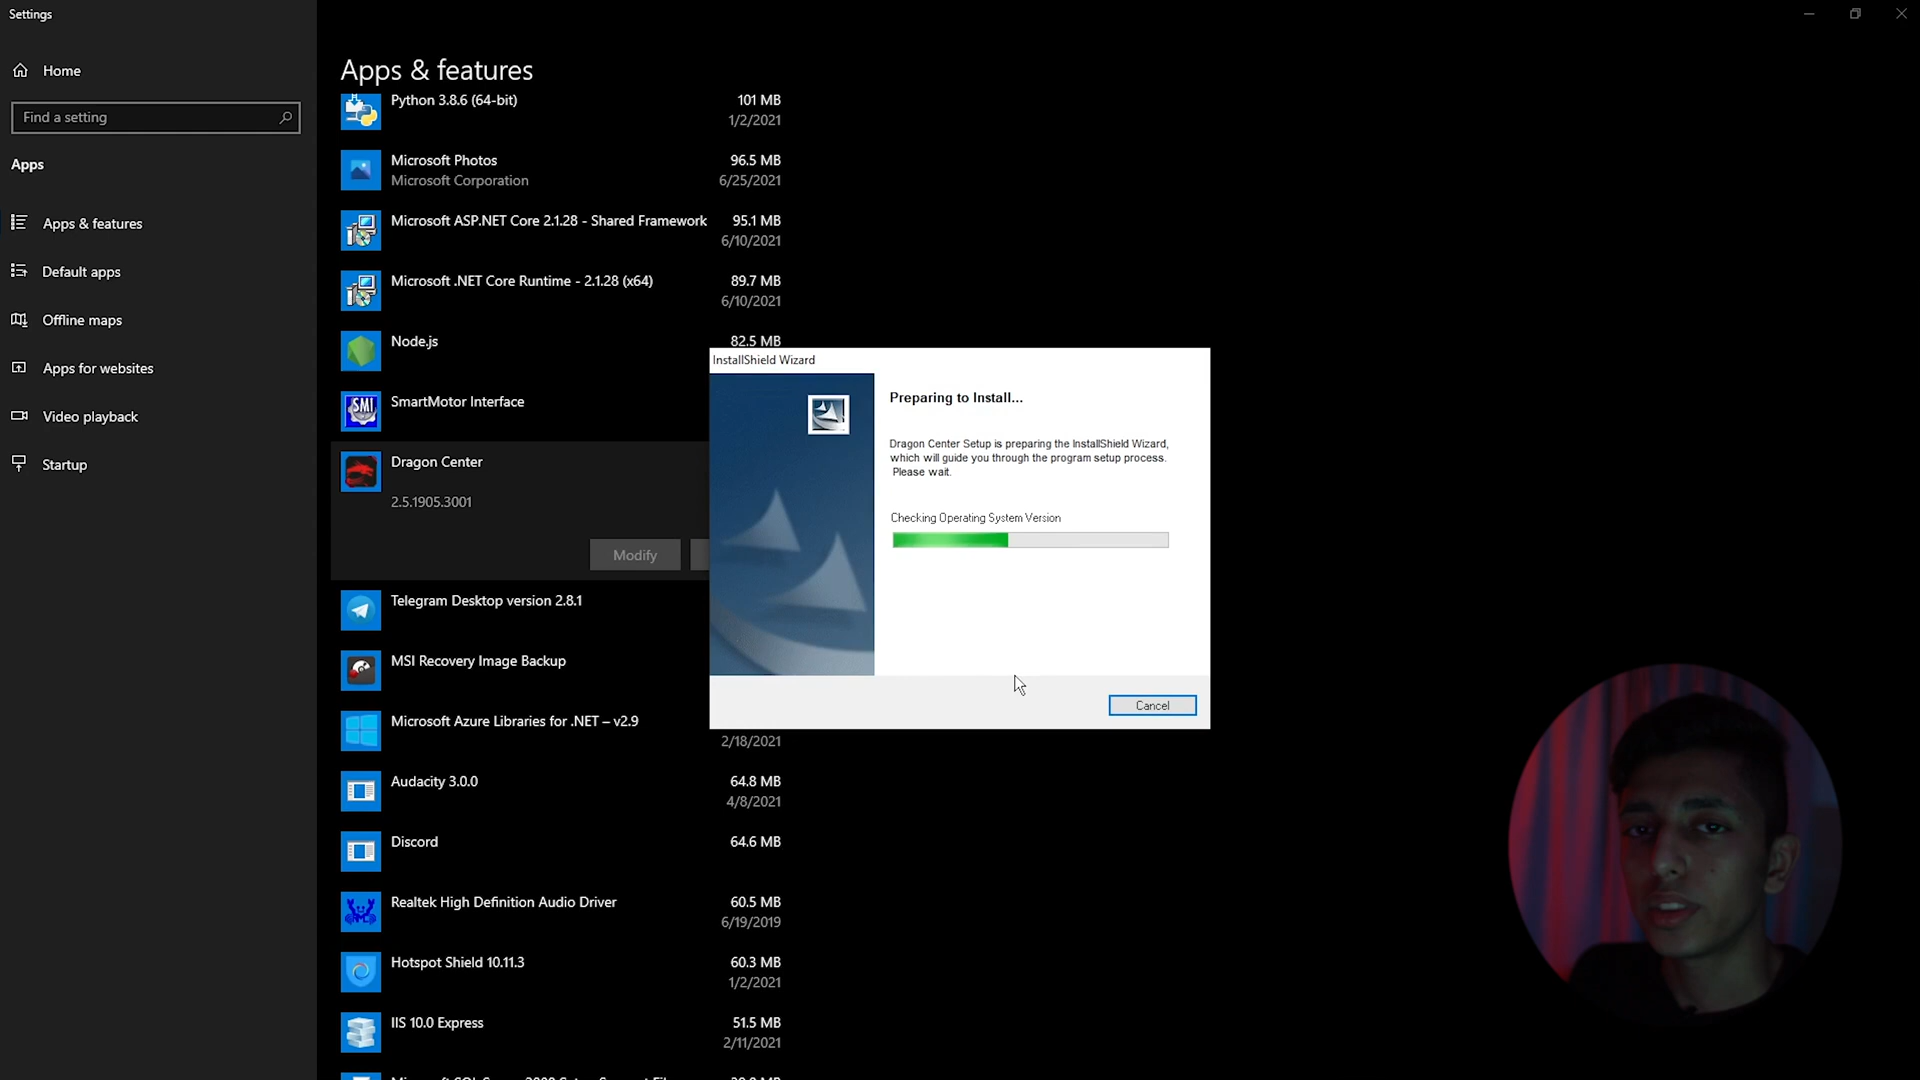 Settings
Home
Find a setting
Apps
Apps & features
Default apps
Offline maps
Apps for websites
Video playback
Startup
Apps & features
Python 3.8.6 (64-bit) 101 MB
1/2/2021
Microsoft Photos 96.5 MB
Microsoft Corporation 6/25/2021
Microsoft ASP.NET Core 2.1.28 - Shared Framework 95.1 MB
6/10/2021
Microsoft .NET Core Runtime - 2.1.28 (x64) 89.7 MB
6/10/2021
Node.js 82.5 MB
SmartMotor Interface
SMI
Dragon Center
2.5.1905.3001
Modify
Telegram Desktop version 2.8.1
MSI Recovery Image Backup
Microsoft Azure Libraries for .NET – v2.9
2/18/2021
Audacity 3.0.0 64.8 MB
4/8/2021
Discord 64.6 MB
Realtek High Definition Audio Driver 60.5 MB
6/19/2019
Hotspot Shield 10.11.3 60.3 MB
1/2/2021
IIS 10.0 Express 51.5 MB
2/11/2021
InstallShield Wizard
Preparing to Install...
Dragon Center Setup is preparing the InstallShield Wizard,
which will guide you through the program setup process.
Please wait.
Checking Operating System Version
Cancel